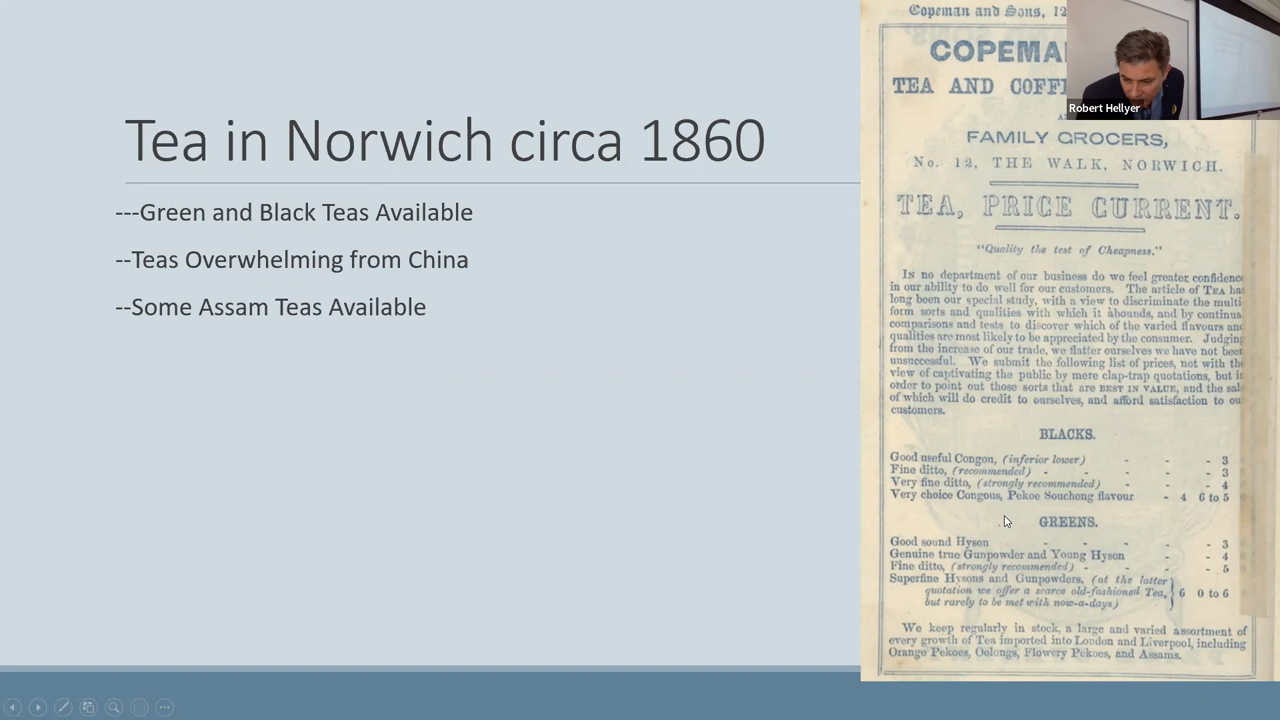 Tea in Norwich circa 1860
---Green and Black Teas Available
--Teas Overwhelming from China
--Some Assam Teas Available
Copeman and Sons, 12
COPEMA
TEA AND COFF
FAMILY GROCERS,
No. 12, THE WALK, NORWICH.
TEA, PRICE CURRENT.
"Quality the test of Cheapness."
IN no department of our business do we feel greater confidence
in our ability to do well for our customers. The article of TEA has
long been our special study, with a view to discriminate the multi
form sorts and qualities with which it abounds, and by continua
comparisons and tests to discover which of the varied flavours and
qualities are most likely to be appreciated by the consumer. Judging
from the increase of our trade, we flatter ourselves we have not been
unsuccessful. We submit the following list of prices, not with the
view of captivating the public by mere clap-trap quotations, but in
order to point out those sorts that are BEST IN VALUE, and the sal
of which will do credit to ourselves, and afford satisfaction to ou
customers.
BLACKS.
Good useful Congou, (inferior lower) - - - 3
Fine ditto, (recommended) - - - - 3
Very fine ditto, (strongly recommended) - - - 4
Very choice Congous, Pekoe Souchong flavour - 4 6 to 5
GREENS.
Good sound Hyson - - - - - 3
Genuine true Gunpowder and Young Hyson - - 4
Fine ditto, (strongly recommended) - - - - 5
Superfine Hysons and Gunpowders, (at the latter
quotation we offer a scarce old-fashioned Tea, 6 0 to 6
but rarely to be met with now-a-days)
We keep regularly in stock, a large and varied assortment of
every growth of Tea imported into London and Liverpool, including
Orange Pekoes, Oolongs, Flowery Pekoes, and Assams.
Robert Hellyer